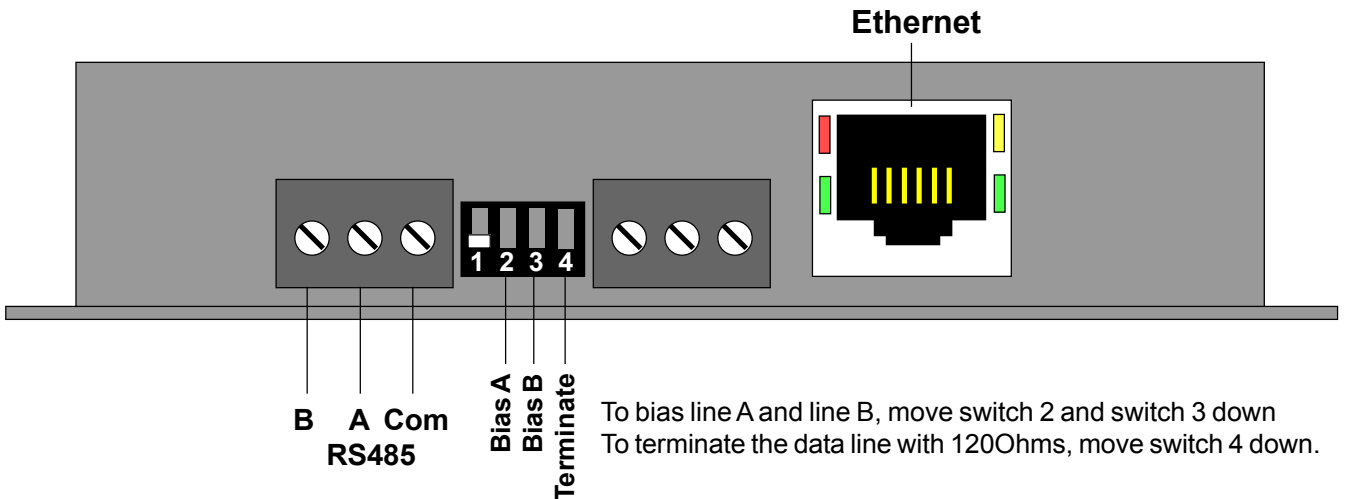 Ethernet
1 2 3 4
B A Com
RS485
Bias A
Bias B
Terminate
To bias line A and line B, move switch 2 and switch 3 down
To terminate the data line with 120Ohms, move switch 4 down.